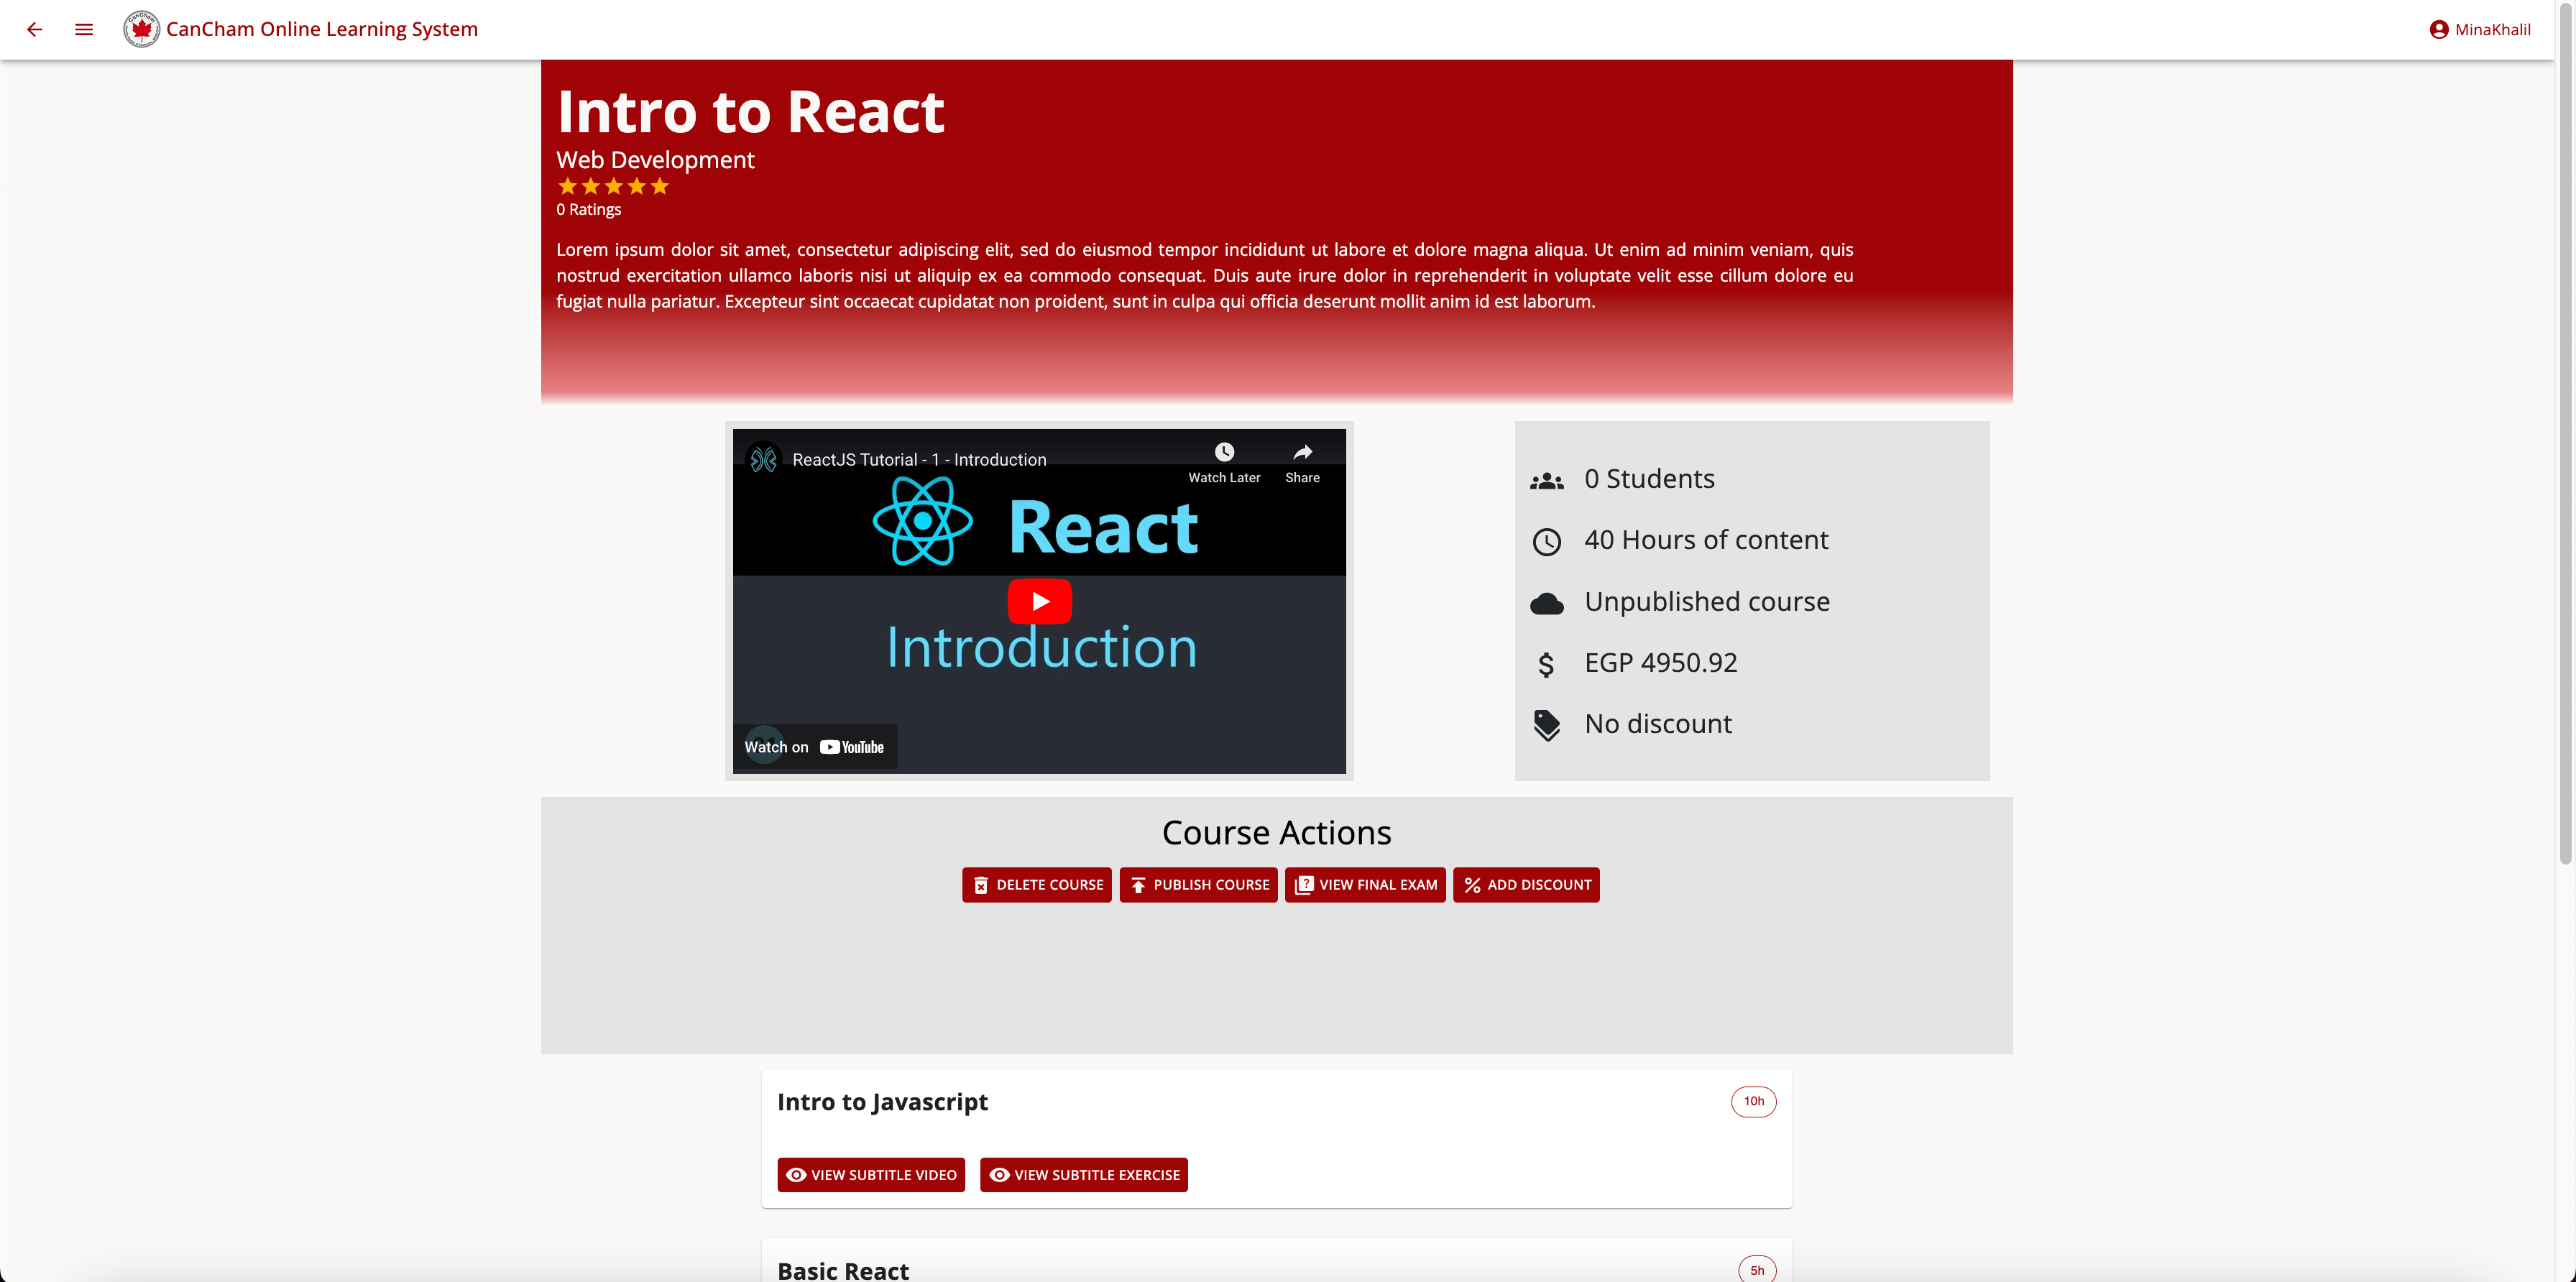 CanCham Online Learning System
MinaKhalil
Intro to React
Web Development
0 Ratings
Lorem ipsum dolor sit amet, consectetur adipiscing elit, sed do eiusmod tempor incididunt ut labore et dolore magna aliqua. Ut enim ad minim veniam, quis
nostrud exercitation ullamco laboris nisi ut aliquip ex ea commodo consequat. Duis aute irure dolor in reprehenderit in voluptate velit esse cillum dolore eu
fugiat nulla pariatur. Excepteur sint occaecat cupidatat non proident, sunt in culpa qui officia deserunt mollit anim id est laborum.
ReactJS Tutorial - 1 - Introduction
Watch Later
Share
React
Introduction
Watch on YouTube
0 Students
40 Hours of content
Unpublished course
EGP 4950.92
No discount
Course Actions
DELETE COURSE
PUBLISH COURSE
VIEW FINAL EXAM
ADD DISCOUNT
Intro to Javascript
10h
VIEW SUBTITLE VIDEO
VIEW SUBTITLE EXERCISE
Basic React
5h